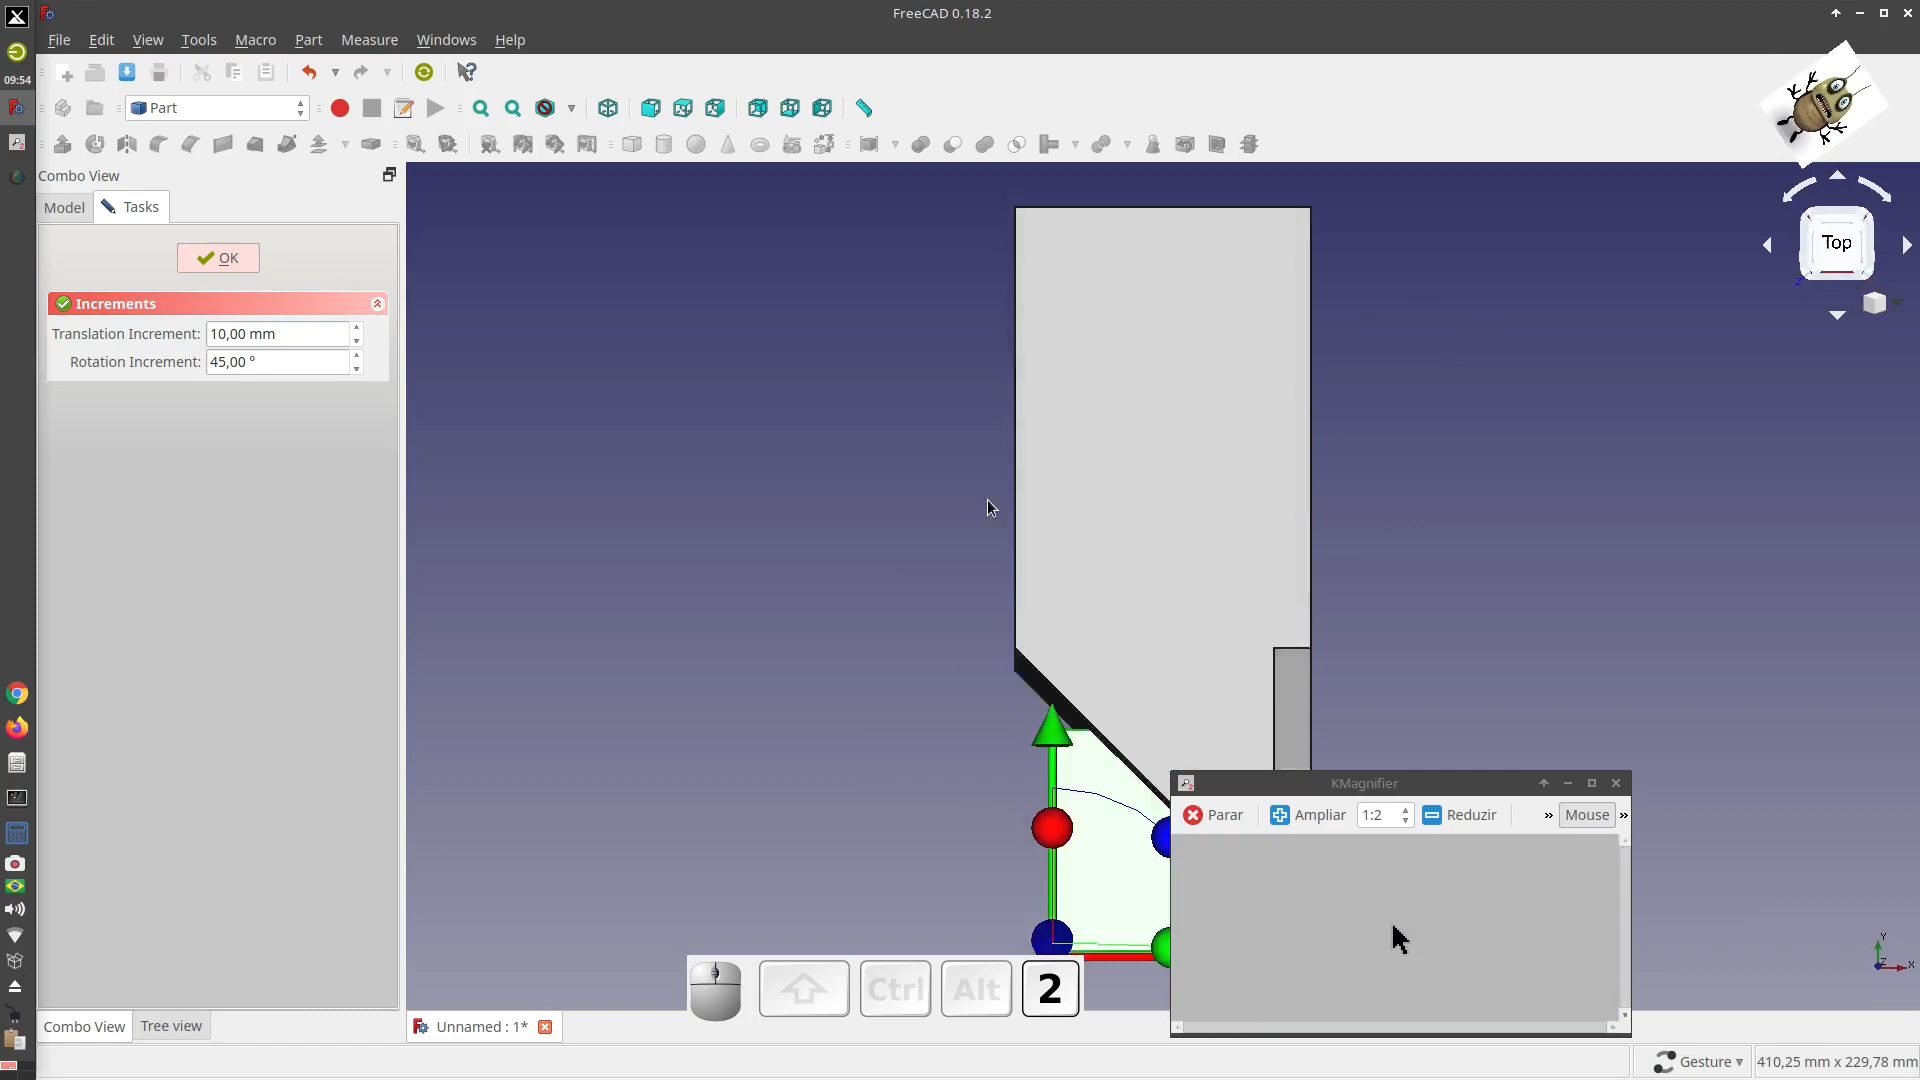 FreeCAD 0.18.2
File Edit View Tools Macro Part Measure Windows Help
09:54
Part
Combo View
Model Tasks
OK
Increments
Translation Increment: 10,00 mm
Rotation Increment: 45,00 °
Top
KMagnifier
Parar Ampliar 1:2 Reduzir » Mouse »
Y
Z X
Ctrl Alt 2
Combo View Tree view
Unnamed : 1*
Gesture 410,25 mm x 229,78 mm